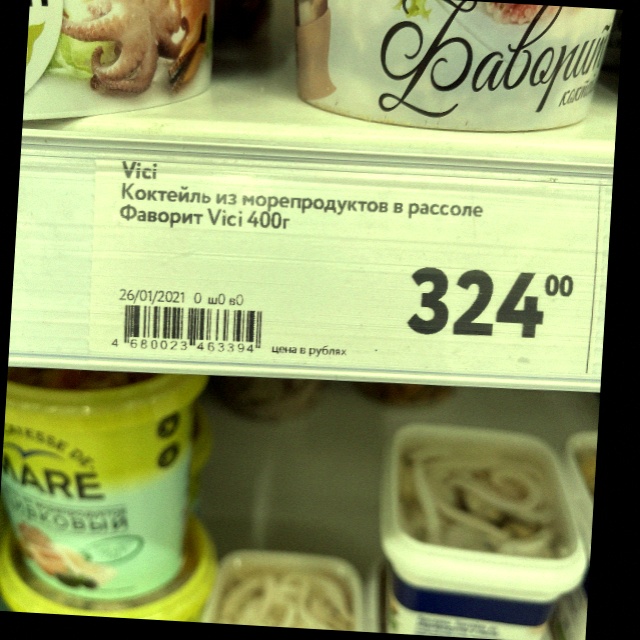 Фаворит
Vici
Коктейль из морепродуктов в рассоле
Фаворит Vici 400г
324 00
26/01/2021 0 ш0 в0
4 680023 463394
цена в рублях
MARE